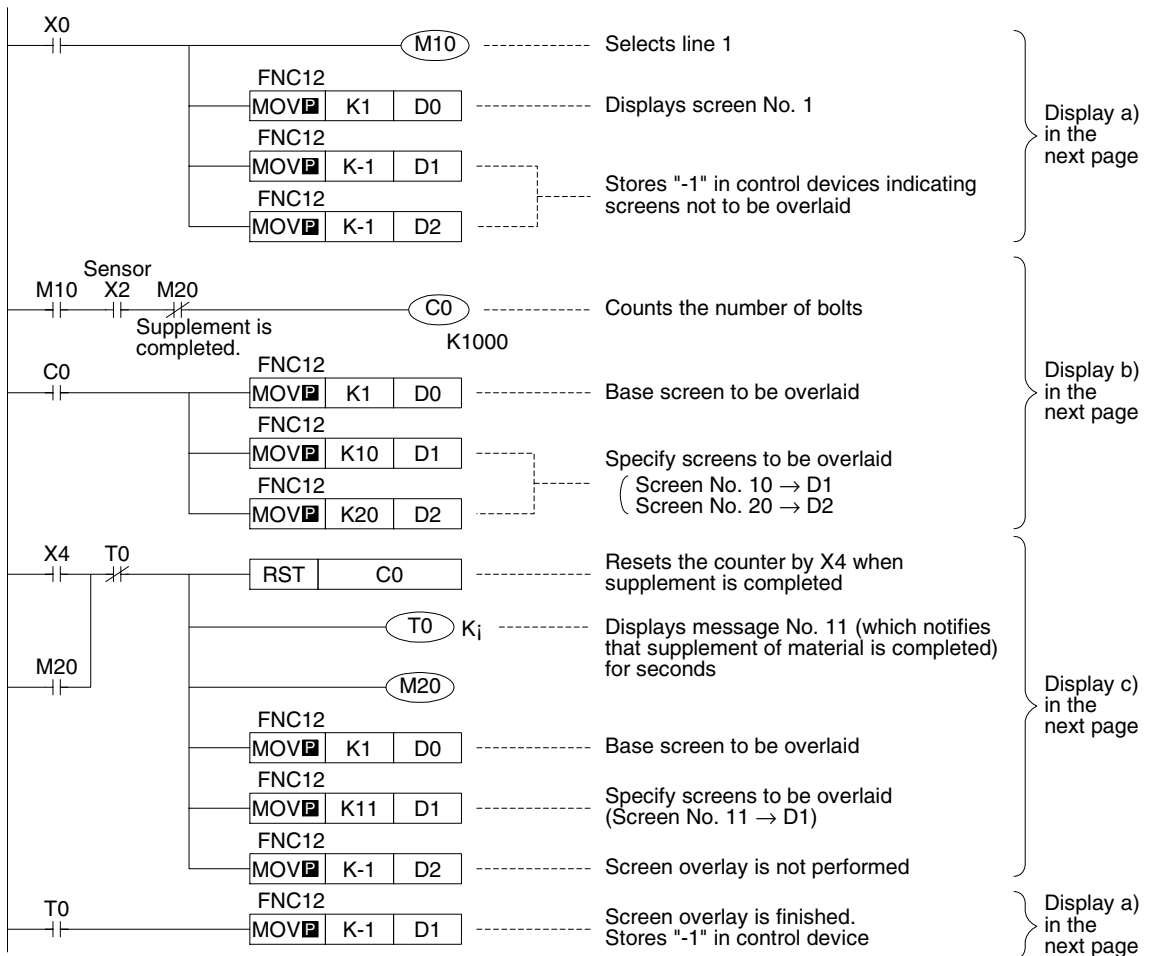 X0
M10
Selects line 1
FNC12
MOVP K1 D0
Displays screen No. 1
FNC12
MOVP K-1 D1
FNC12
MOVP K-1 D2
Stores "-1" in control devices indicating
screens not to be overlaid
Display a)
in the
next page
Sensor
M10 X2 M20
C0
Counts the number of bolts
Supplement is
completed.
K1000
C0
FNC12
MOVP K1 D0
Base screen to be overlaid
FNC12
MOVP K10 D1
FNC12
MOVP K20 D2
Specify screens to be overlaid
( Screen No. 10 → D1
Screen No. 20 → D2
Display b)
in the
next page
X4 T0
RST C0
Resets the counter by X4 when
supplement is completed
T0 Ki
Displays message No. 11 (which notifies
that supplement of material is completed)
for seconds
M20
M20
FNC12
MOVP K1 D0
Base screen to be overlaid
FNC12
MOVP K11 D1
Specify screens to be overlaid
(Screen No. 11 → D1)
FNC12
MOVP K-1 D2
Screen overlay is not performed
Display c)
in the
next page
T0
FNC12
MOVP K-1 D1
Screen overlay is finished.
Stores "-1" in control device
Display a)
in the
next page